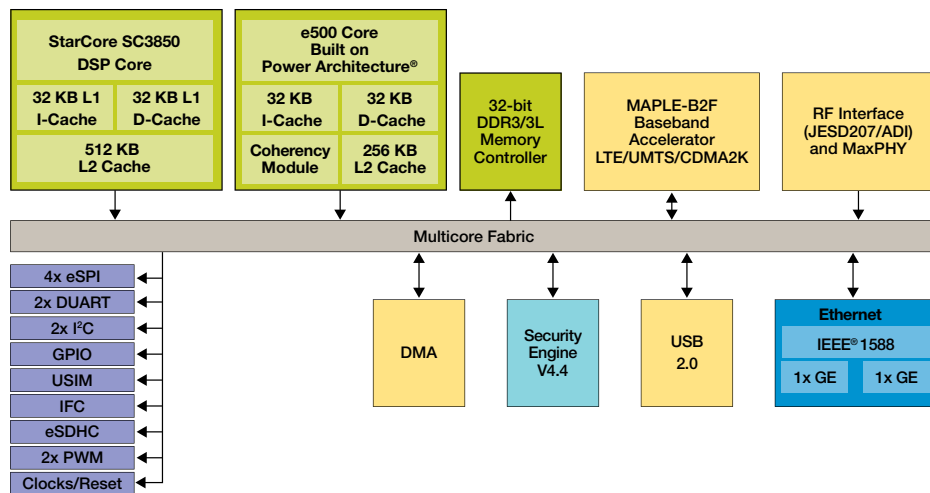 StarCore SC3850
DSP Core
32 KB L1
I-Cache
32 KB L1
D-Cache
512 KB
L2 Cache
e500 Core
Built on
Power Architecture®
32 KB
I-Cache
32 KB
D-Cache
Coherency
Module
256 KB
L2 Cache
32-bit
DDR3/3L
Memory
Controller
MAPLE-B2F
Baseband
Accelerator
LTE/UMTS/CDMA2K
RF Interface
(JESD207/ADI)
and MaxPHY
Multicore Fabric
4x eSPI
2x DUART
2x I²C
GPIO
USIM
IFC
eSDHC
2x PWM
Clocks/Reset
DMA
Security
Engine
V4.4
USB
2.0
Ethernet
IEEE® 1588
1x GE
1x GE